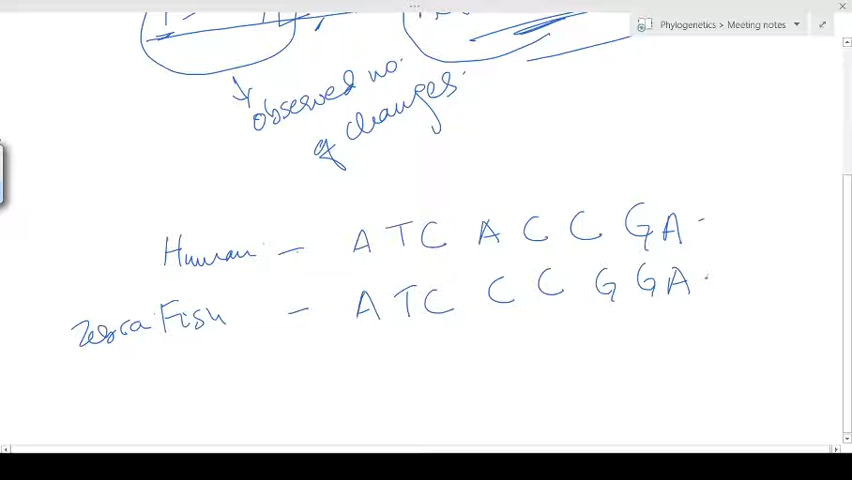 Phylogenetics > Meeting notes
observed no.
of changes.
Human - A T C A C C G A -
Zebra Fish - A T C C C G G A